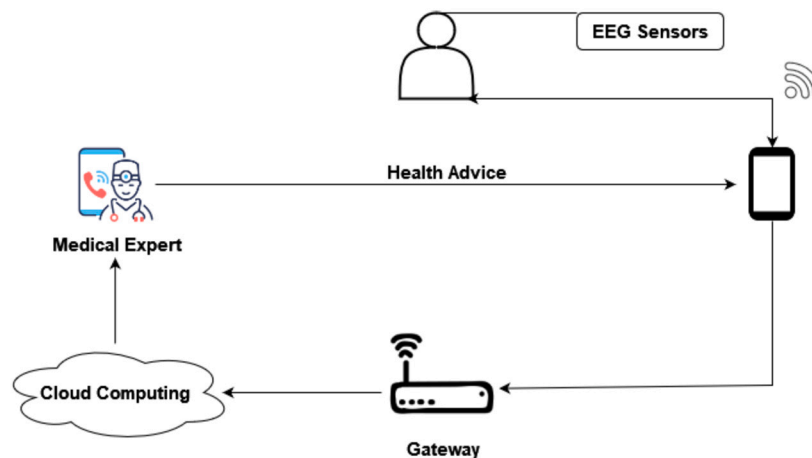 EEG Sensors
Health Advice
Medical Expert
Cloud Computing
Gateway